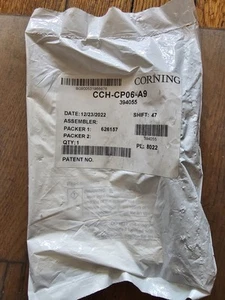 CORNING
CCH-CP06-A9
394055
DATE: 12/23/2022 SHIFT: 47
ASSEMBLER:
PACKER 1: 626157
PACKER 2:
QTY: 1 PL: 8022
PATENT NO.